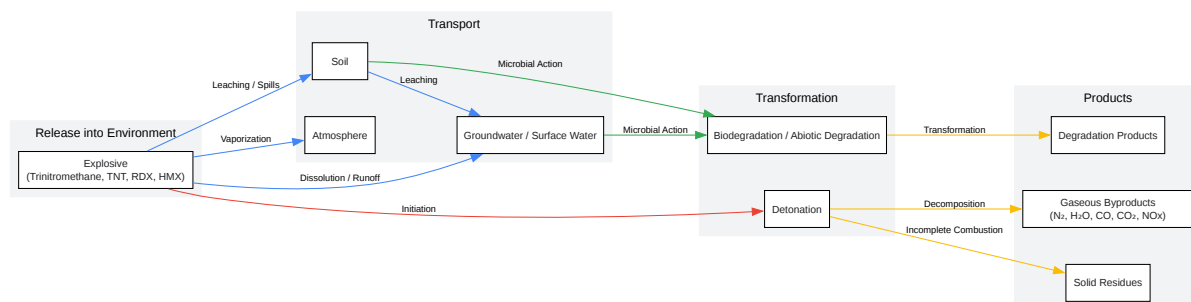 Transport
Soil
Microbial Action
Leaching / Spills
Leaching
Transformation
Products
Release into Environment
Vaporization
Atmosphere
Groundwater / Surface Water
Microbial Action
Biodegradation / Abiotic Degradation
Transformation
Degradation Products
Explosive
(Trinitromethane, TNT, RDX, HMX)
Dissolution / Runoff
Initiation
Detonation
Decomposition
Gaseous Byproducts
(N₂, H₂O, CO, CO₂, NOx)
Incomplete Combustion
Solid Residues